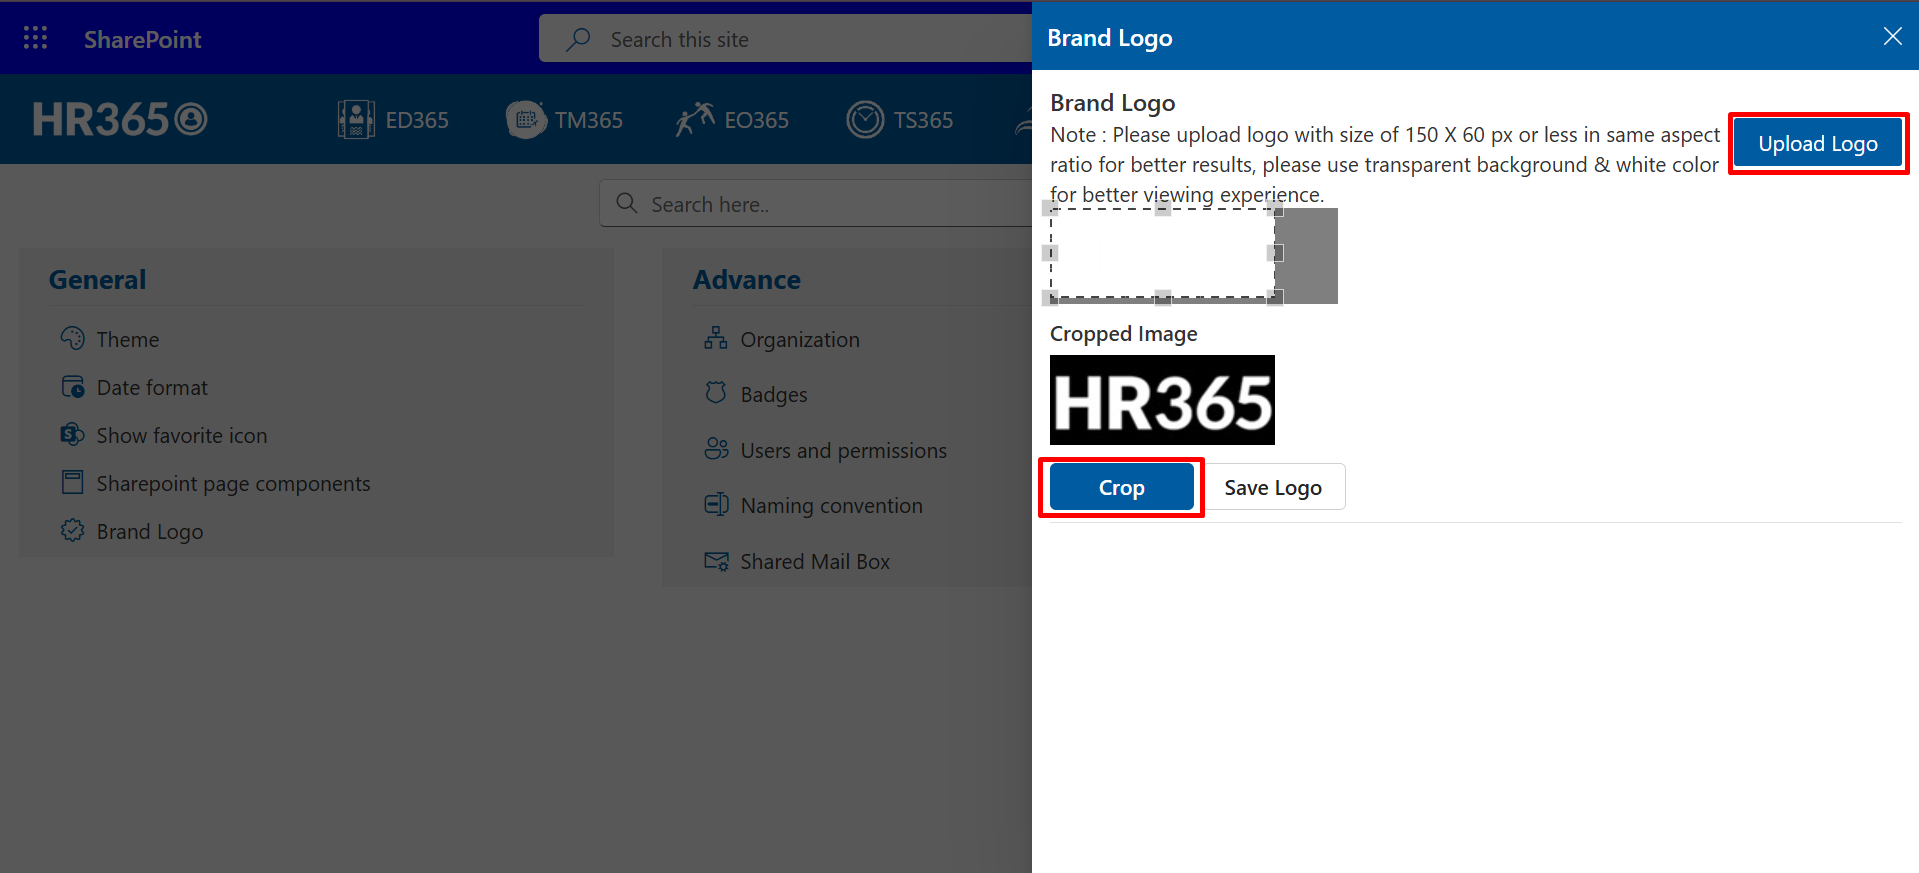 SharePoint
Search this site
HR365
ED365
TM365
EO365
TS365
Search here..
General
Theme
Date format
Show favorite icon
S
Sharepoint page components
Brand Logo
Advance
Organization
Badges
Users and permissions
Naming convention
Shared Mail Box
Brand Logo
Brand Logo
Note : Please upload logo with size of 150 X 60 px or less in same aspect
ratio for better results, please use transparent background & white color
for better viewing experience.
Upload Logo
Cropped Image
HR365
Crop
Save Logo